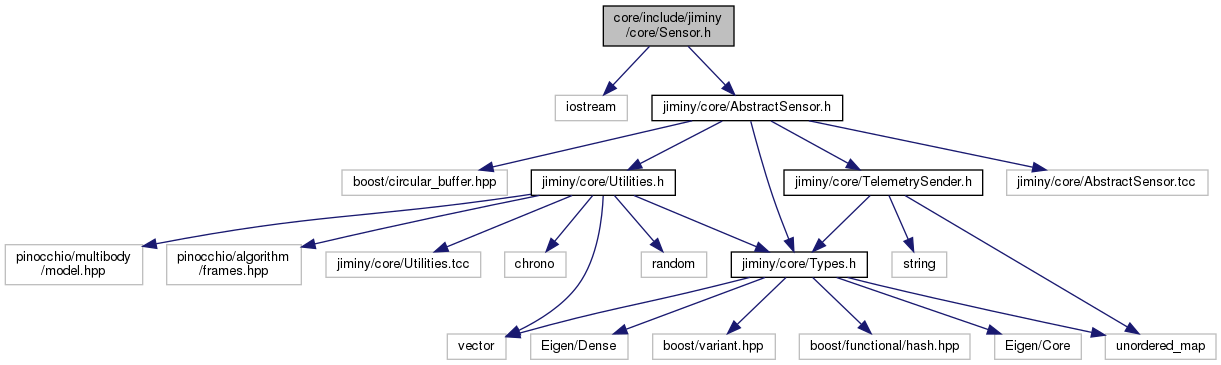 core/include/jiminy
/core/Sensor.h
iostream
jiminy/core/AbstractSensor.h
boost/circular_buffer.hpp
jiminy/core/Utilities.h
jiminy/core/TelemetrySender.h
jiminy/core/AbstractSensor.tcc
pinocchio/multibody
/model.hpp
pinocchio/algorithm
/frames.hpp
jiminy/core/Utilities.tcc
chrono
random
jiminy/core/Types.h
string
vector
Eigen/Dense
boost/variant.hpp
boost/functional/hash.hpp
Eigen/Core
unordered_map